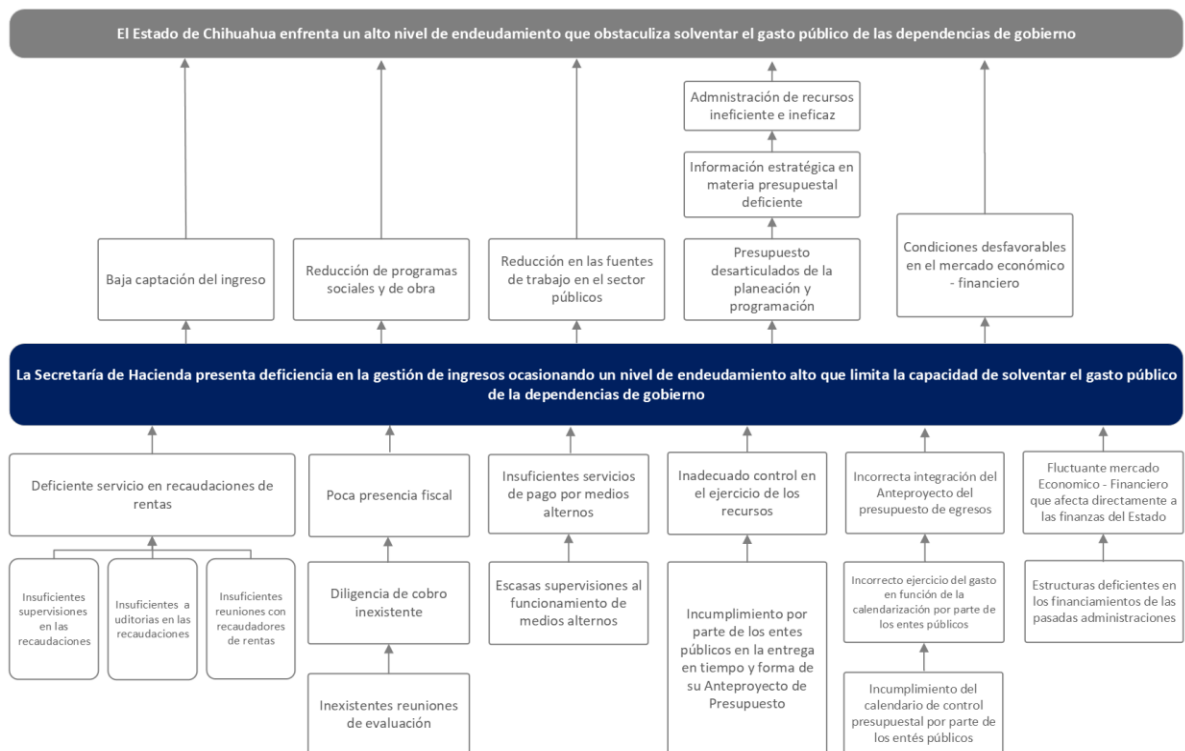 El Estado de Chihuahua enfrenta un alto nivel de endeudamiento que obstaculiza solventar el gasto público de las dependencias de gobierno
Admnistración de recursos
ineficiente e ineficaz
Información estratégica en
materia presupuestal
deficiente
Baja captación del ingreso
Reducción de programas
sociales y de obra
Reducción en las fuentes
de trabajo en el sector
públicos
Presupuesto
desarticulados de la
planeación y
programación
Condiciones desfavorables
en el mercado económico
- financiero
La Secretaría de Hacienda presenta deficiencia en la gestión de ingresos ocasionando un nivel de endeudamiento alto que limita la capacidad de solventar el gasto público
de la dependencias de gobierno
Deficiente servicio en recaudaciones de
rentas
Poca presencia fiscal
Insuficientes servicios
de pago por medios
alternos
Inadecuado control en
el ejercicio de los
recursos
Incorrecta integración del
Anteproyecto del
presupuesto de egresos
Fluctuante mercado
Economico - Financiero
que afecta directamente a
las finanzas del Estado
Insuficientes
supervisiones
en las
recaudaciones
Insuficientes a
uditorias en las
recaudaciones
Insuficientes
reuniones con
recaudadores
de rentas
Diligencia de cobro
inexistente
Escasas supervisiones al
funcionamiento de
medios alternos
Incumplimiento por
parte de los entes
públicos en la entrega
en tiempo y forma de
su Anteproyecto de
Presupuesto
Incorrecto ejercicio del gasto
en función de la
calendarización por parte de
los entes públicos
Estructuras deficientes en
los financiamientos de las
pasadas administraciones
Inexistentes reuniones
de evaluación
Incumplimiento del
calendario de control
presupuestal por parte de
los entés públicos